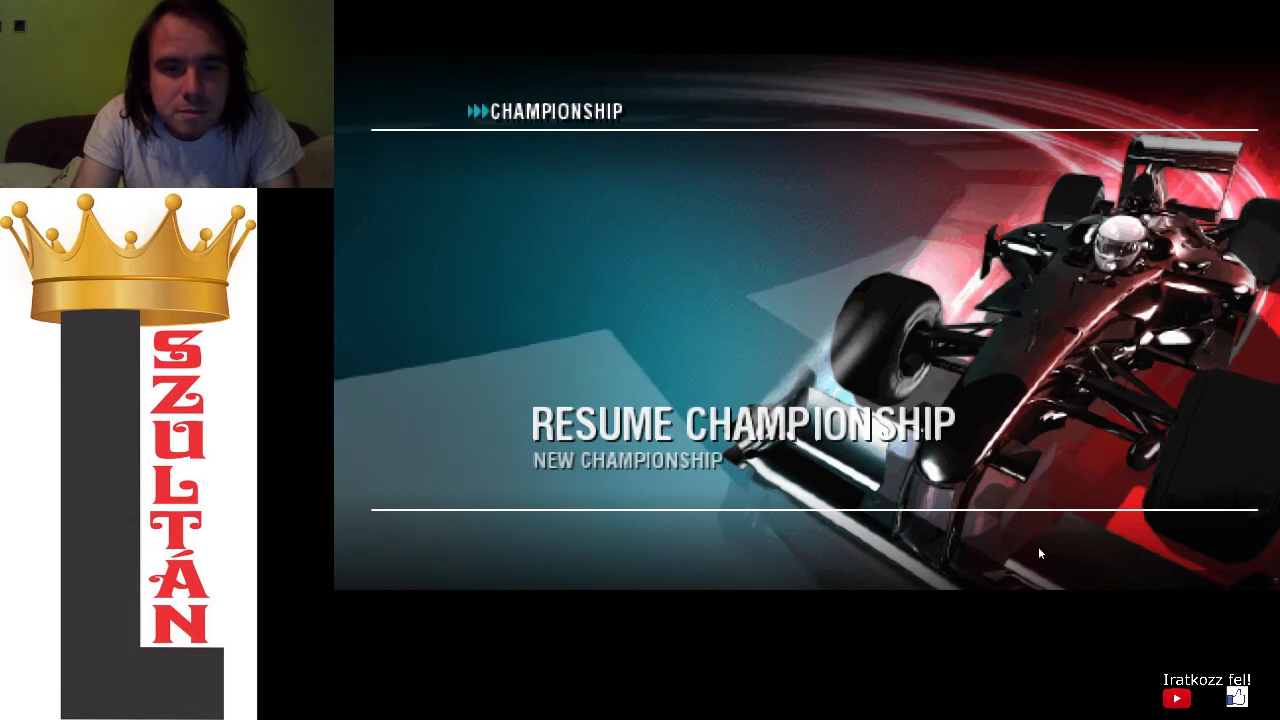 CHAMPIONSHIP
RESUME CHAMPIONSHIP
NEW CHAMPIONSHIP
L
SZULTÁN
Iratkozz fel!